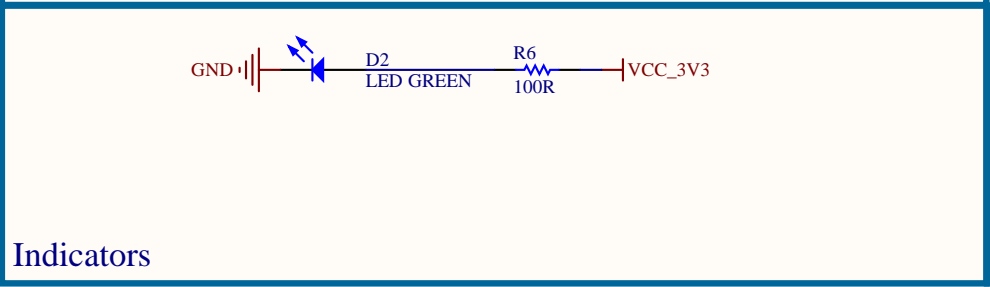 GND
D2
LED GREEN
R6
100R
VCC_3V3
Indicators